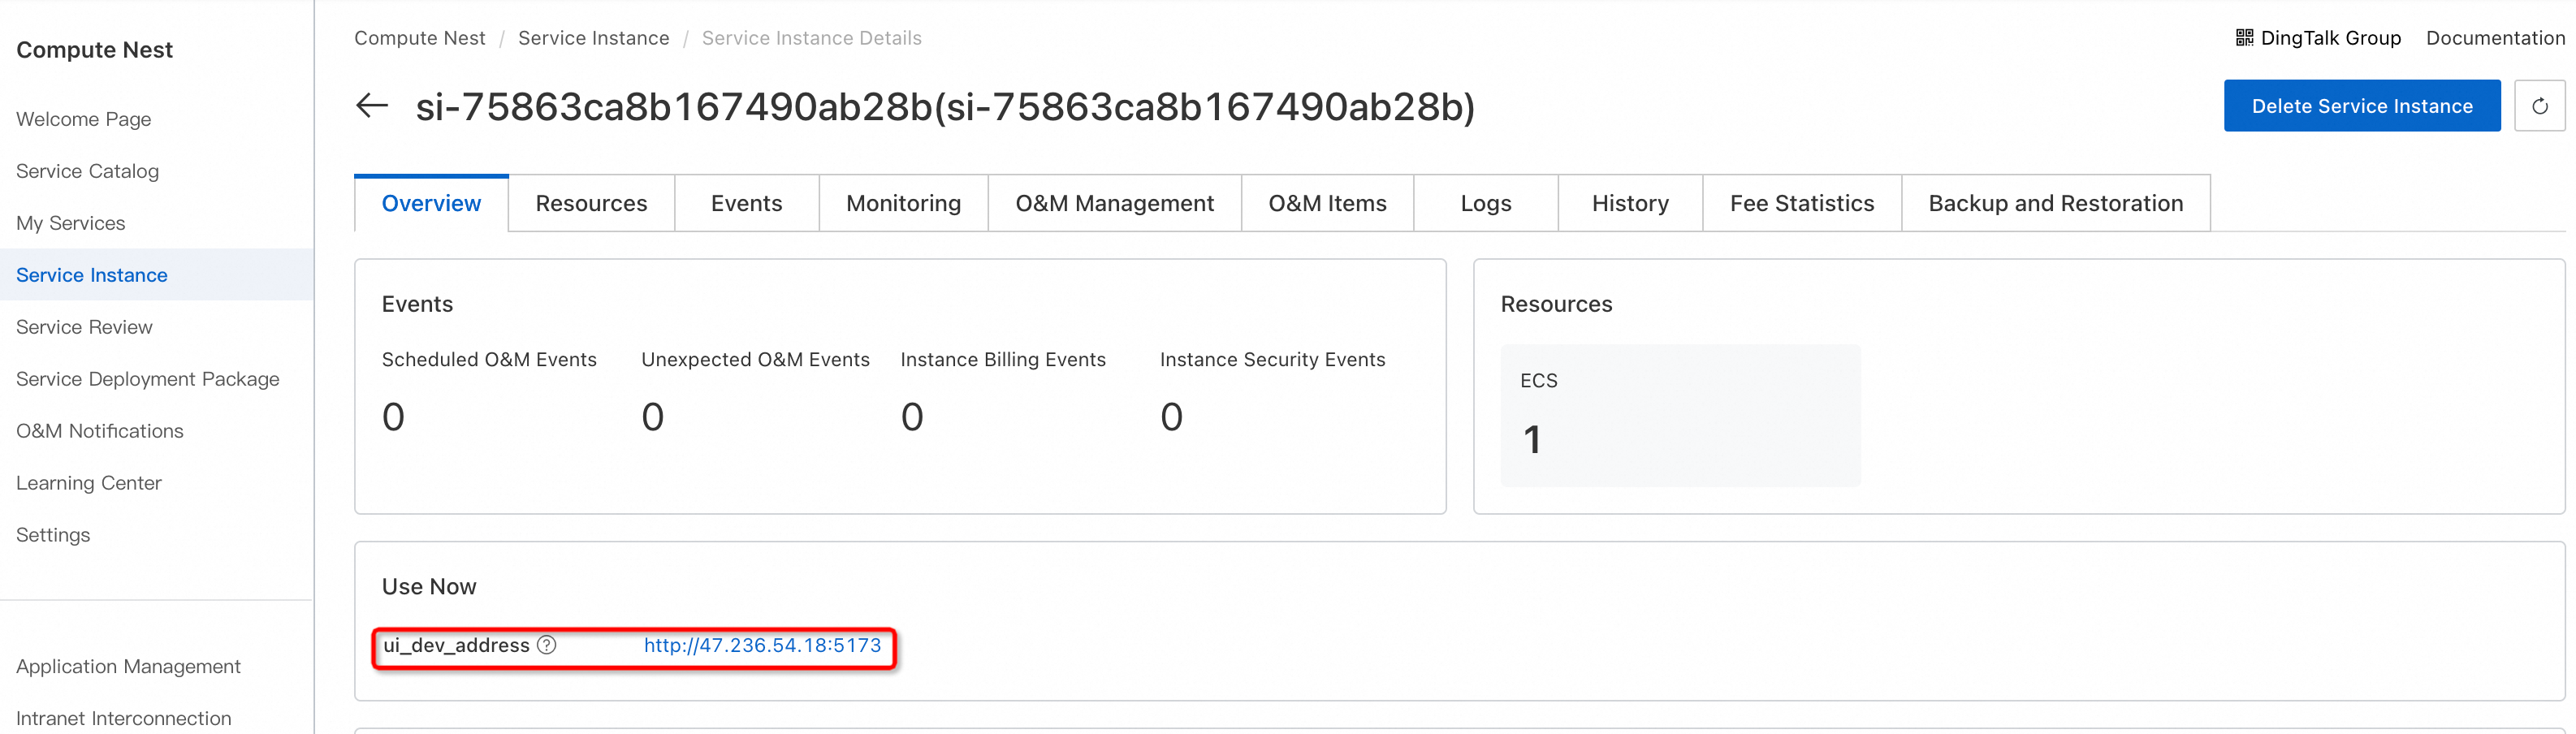 Compute Nest
Welcome Page
Service Catalog
My Services
Service Instance
Service Review
Service Deployment Package
O&M Notifications
Learning Center
Settings
Application Management
Intranet Interconnection
Compute Nest / Service Instance / Service Instance Details
DingTalk Group Documentation
si-75863ca8b167490ab28b(si-75863ca8b167490ab28b)
Delete Service Instance
Overview Resources Events Monitoring O&M Management O&M Items Logs History Fee Statistics Backup and Restoration
Events
Scheduled O&M Events Unexpected O&M Events Instance Billing Events Instance Security Events
0 0 0 0
Resources
ECS
1
Use Now
ui_dev_address ? http://47.236.54.18:5173